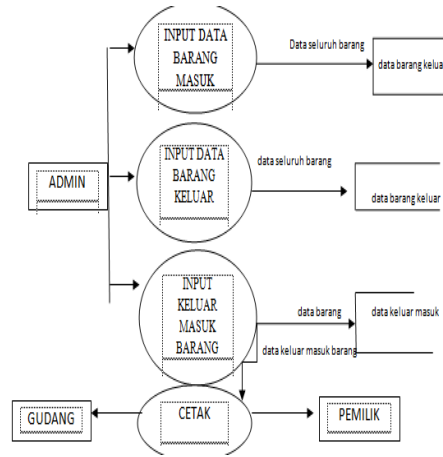 INPUT DATA
BARANG
MASUK
Data seluruh barang
data barang keluar
ADMIN
INPUT DATA
BARANG
KELUAR
data seluruh barang
data barang keluar
INPUT
KELUAR
MASUK
BARANG
data barang
data keluar masuk
data keluar masuk barang
GUDANG
CETAK
PEMILIK